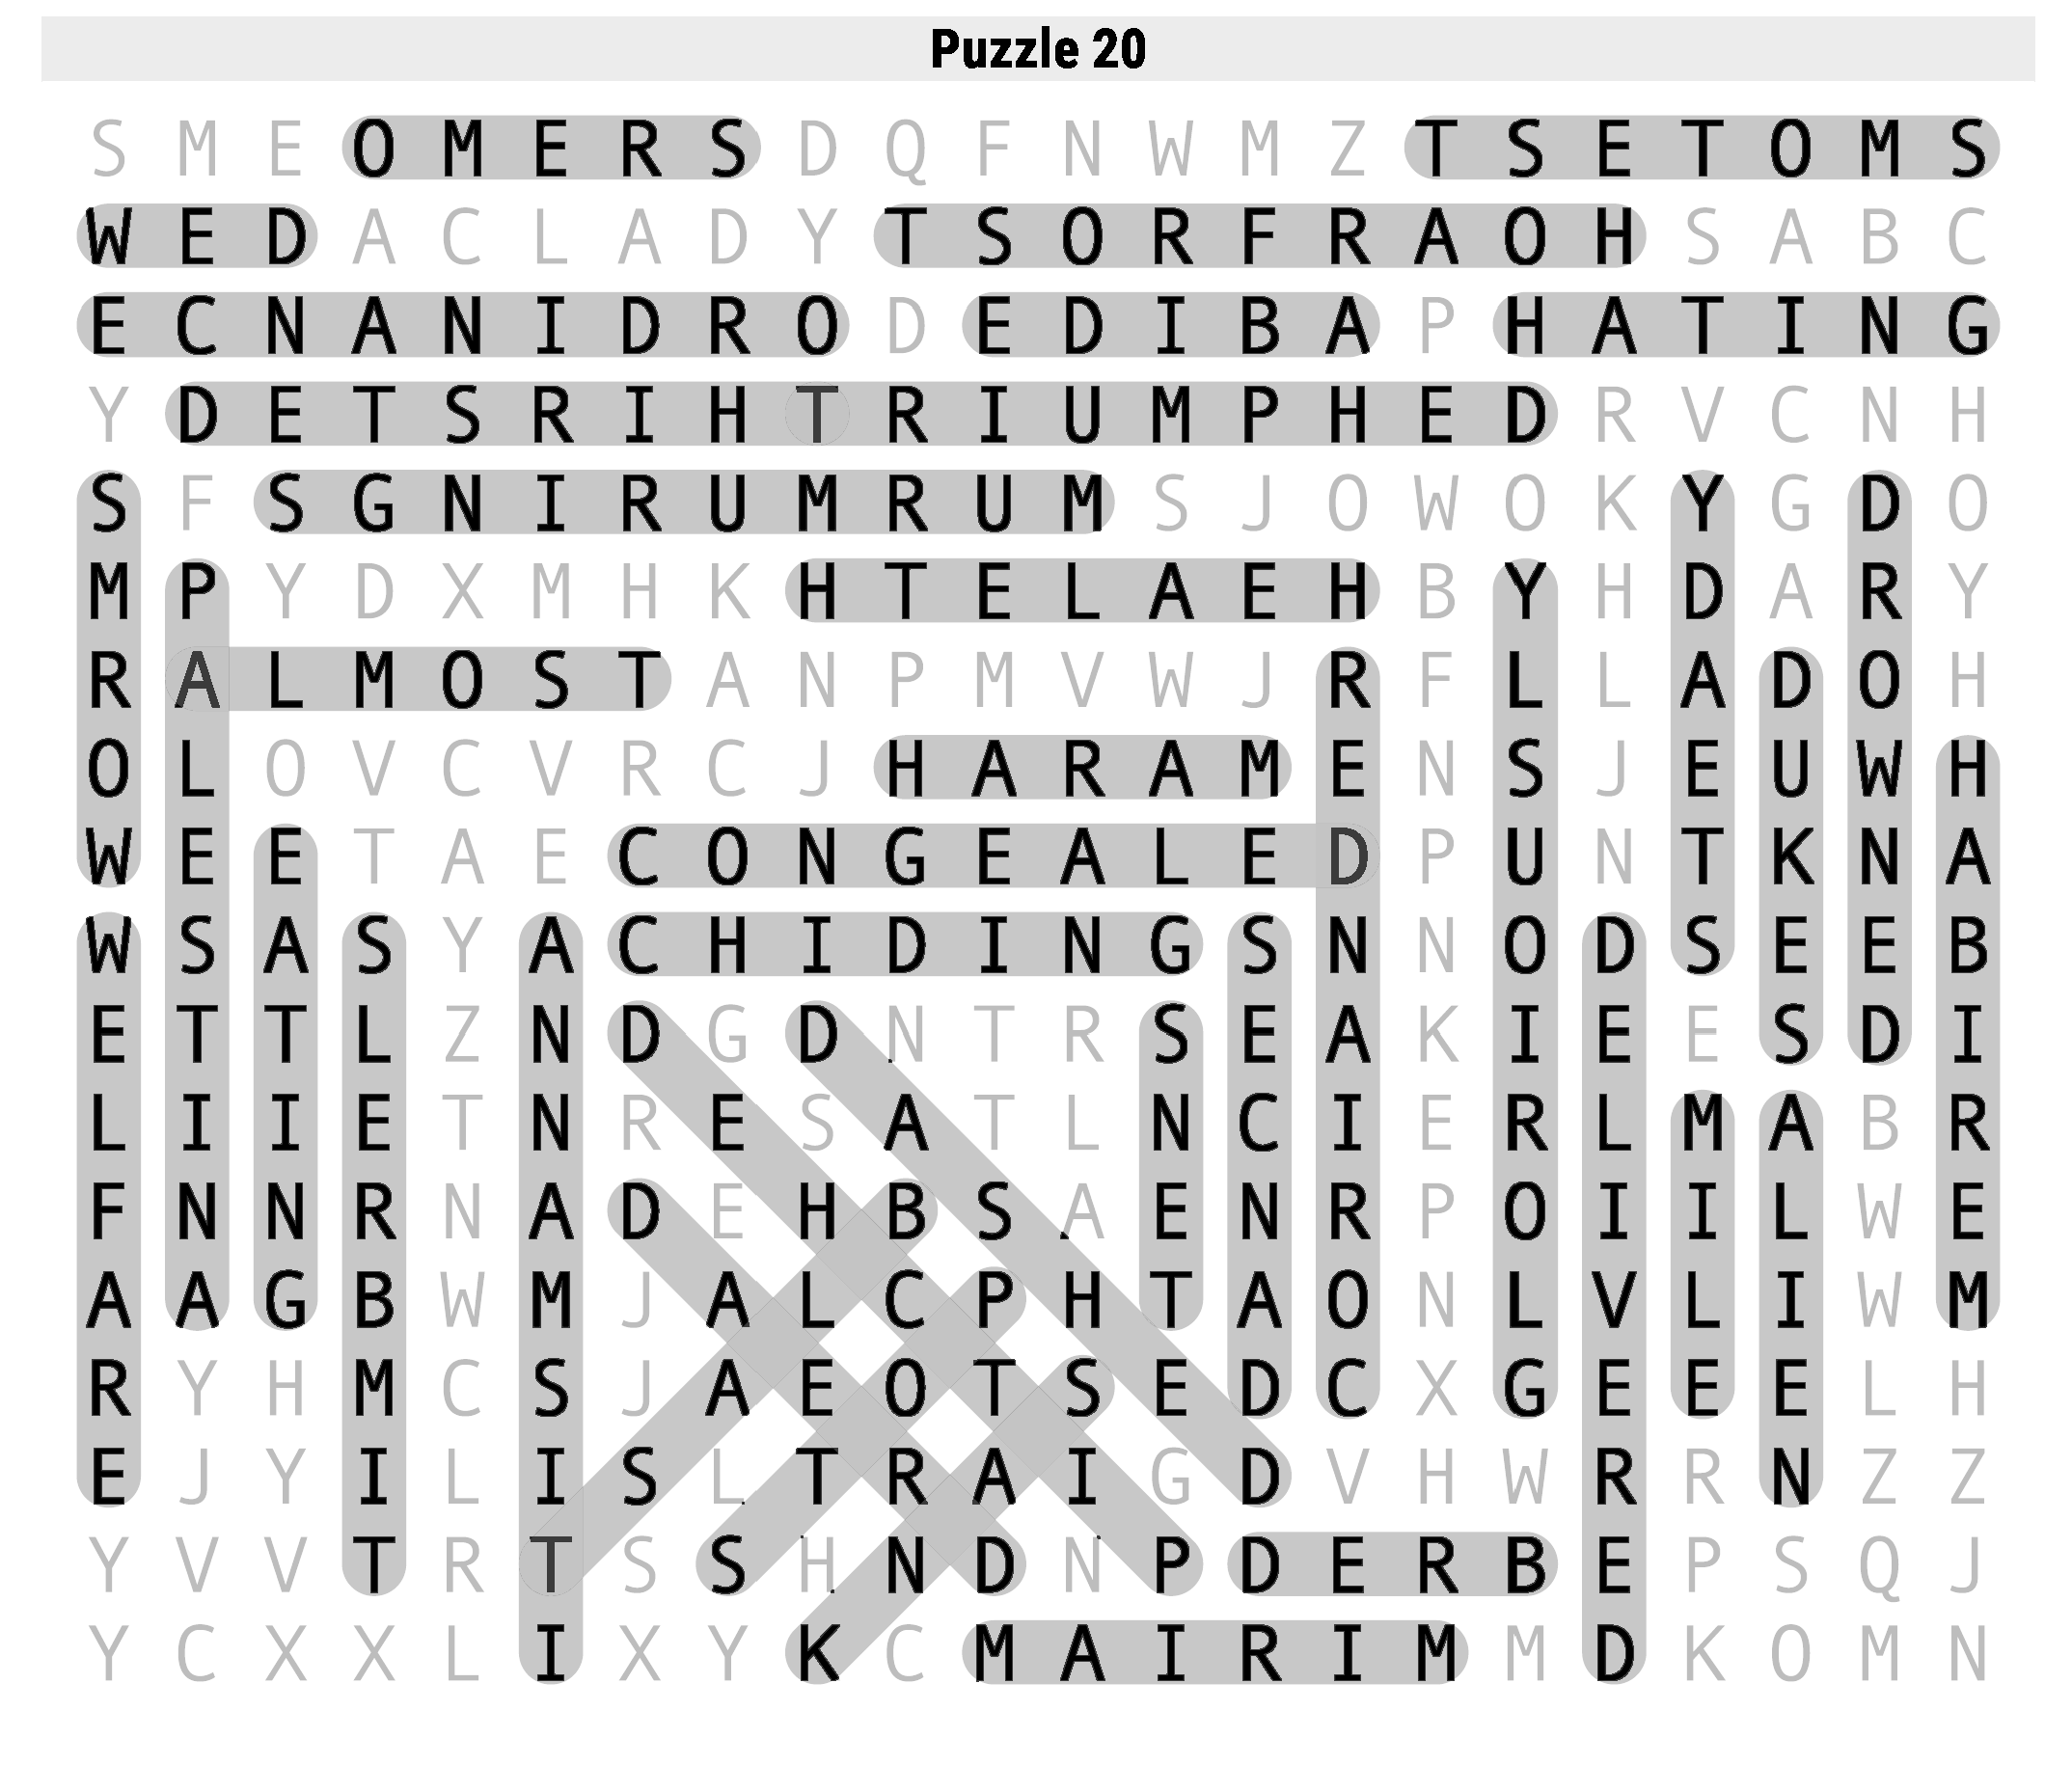 Puzzle 20
S M E O M E R S D Q F N W M Z T S E T O M S
W E D A C L A D Y T S O R F R A O H S A B C
E C N A N I D R O D E D I B A P H A T I N G
Y D E T S R I H T R I U M P H E D R V C N H
S F S G N I R U M R U M S J O W O K Y G D O
M P Y D X M H K H T E L A E H B Y H D A R Y
R A L M O S T A N P M V W J R F L L A D O H
O L O V C V R C J H A R A M E N S J E U W H
W E E T A E C O N G E A L E D P U N T K N A
W S A S Y A C H I D I N G S N N O D S E E B
E T T L Z N D G D N T R S E A K I E E S D I
L I I E T N R E S A T L N C I E R L M A B R
F N N R N A D E H B S A E N R P O I I L W E
A A G B W M J A L C P H T A O N L V L I W M
R Y H M C S J A E O T S E D C X G E E E L H
E J Y I L I S L T R A I G D V H W R R N Z Z
Y V V T R T S S H N D N P D E R B E P S Q J
Y C X X L I X Y K C M A I R I M M D K O M N